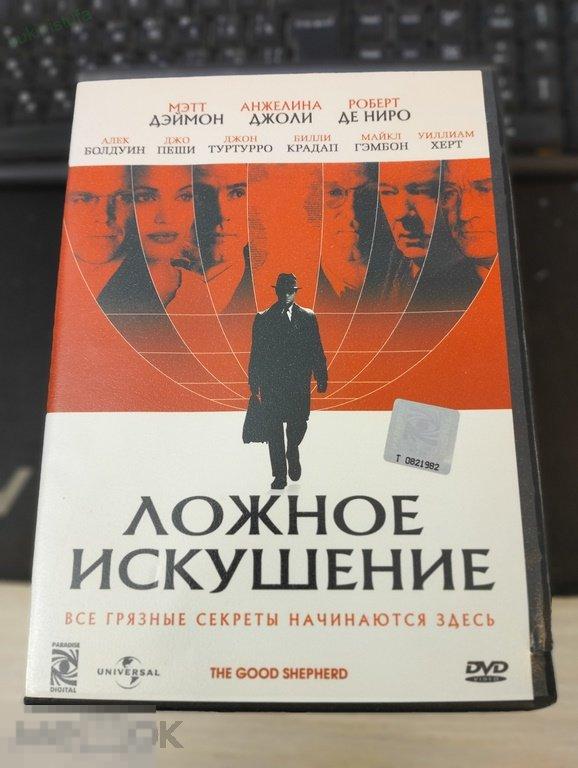 МЭТТ ДЭЙМОН
АНЖЕЛИНА ДЖОЛИ
РОБЕРТ ДЕ НИРО
АЛЕК БОЛДУИН
ДЖО ПЕШИ
ДЖОН ТУРТУРРО
БИЛЛИ КРАДАП
МАЙКЛ ГЭМБОН
УИЛЛИАМ ХЕРТ
T 0821982
ЛОЖНОЕ
ИСКУШЕНИЕ
ВСЕ ГРЯЗНЫЕ СЕКРЕТЫ НАЧИНАЮТСЯ ЗДЕСЬ
PARADISE
DIGITAL
UNIVERSAL
THE GOOD SHEPHERD
DVD
VIDEO